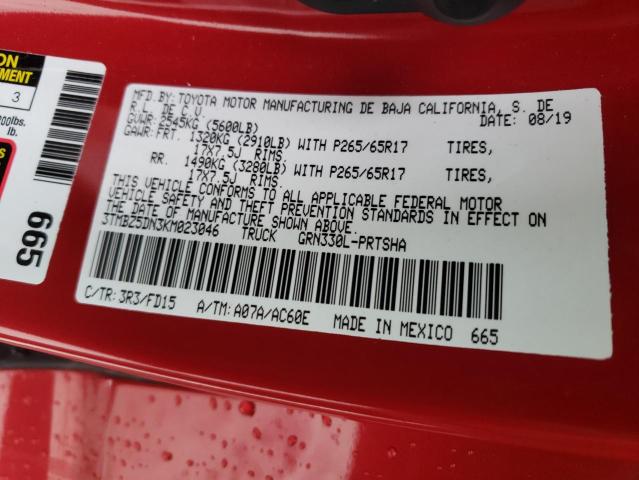 ON
EMENT
3
00lbs
lb.
665
MFD. BY: TOYOTA MOTOR MANUFACTURING DE BAJA CALIFORNIA, S. DE
R.L. DE C.V. DATE: 08/19
GVWR: 2545KG (5600LB)
GAWR: FRT. 1320KG (2910LB) WITH P265/65R17 TIRES,
17X7.5J RIMS.
RR. 1490KG (3280LB) WITH P265/65R17 TIRES,
17X7.5J RIMS.
THIS VEHICLE CONFORMS TO ALL APPLICABLE FEDERAL MOTOR
VEHICLE SAFETY AND THEFT PREVENTION STANDARDS IN EFFECT ON
THE DATE OF MANUFACTURE SHOWN ABOVE.
3TMBZ5DN3KM023046 TRUCK GRN330L-PRTSHA
C/TR: 3R3/FD15 A/TM: A07A/AC60E MADE IN MEXICO 665